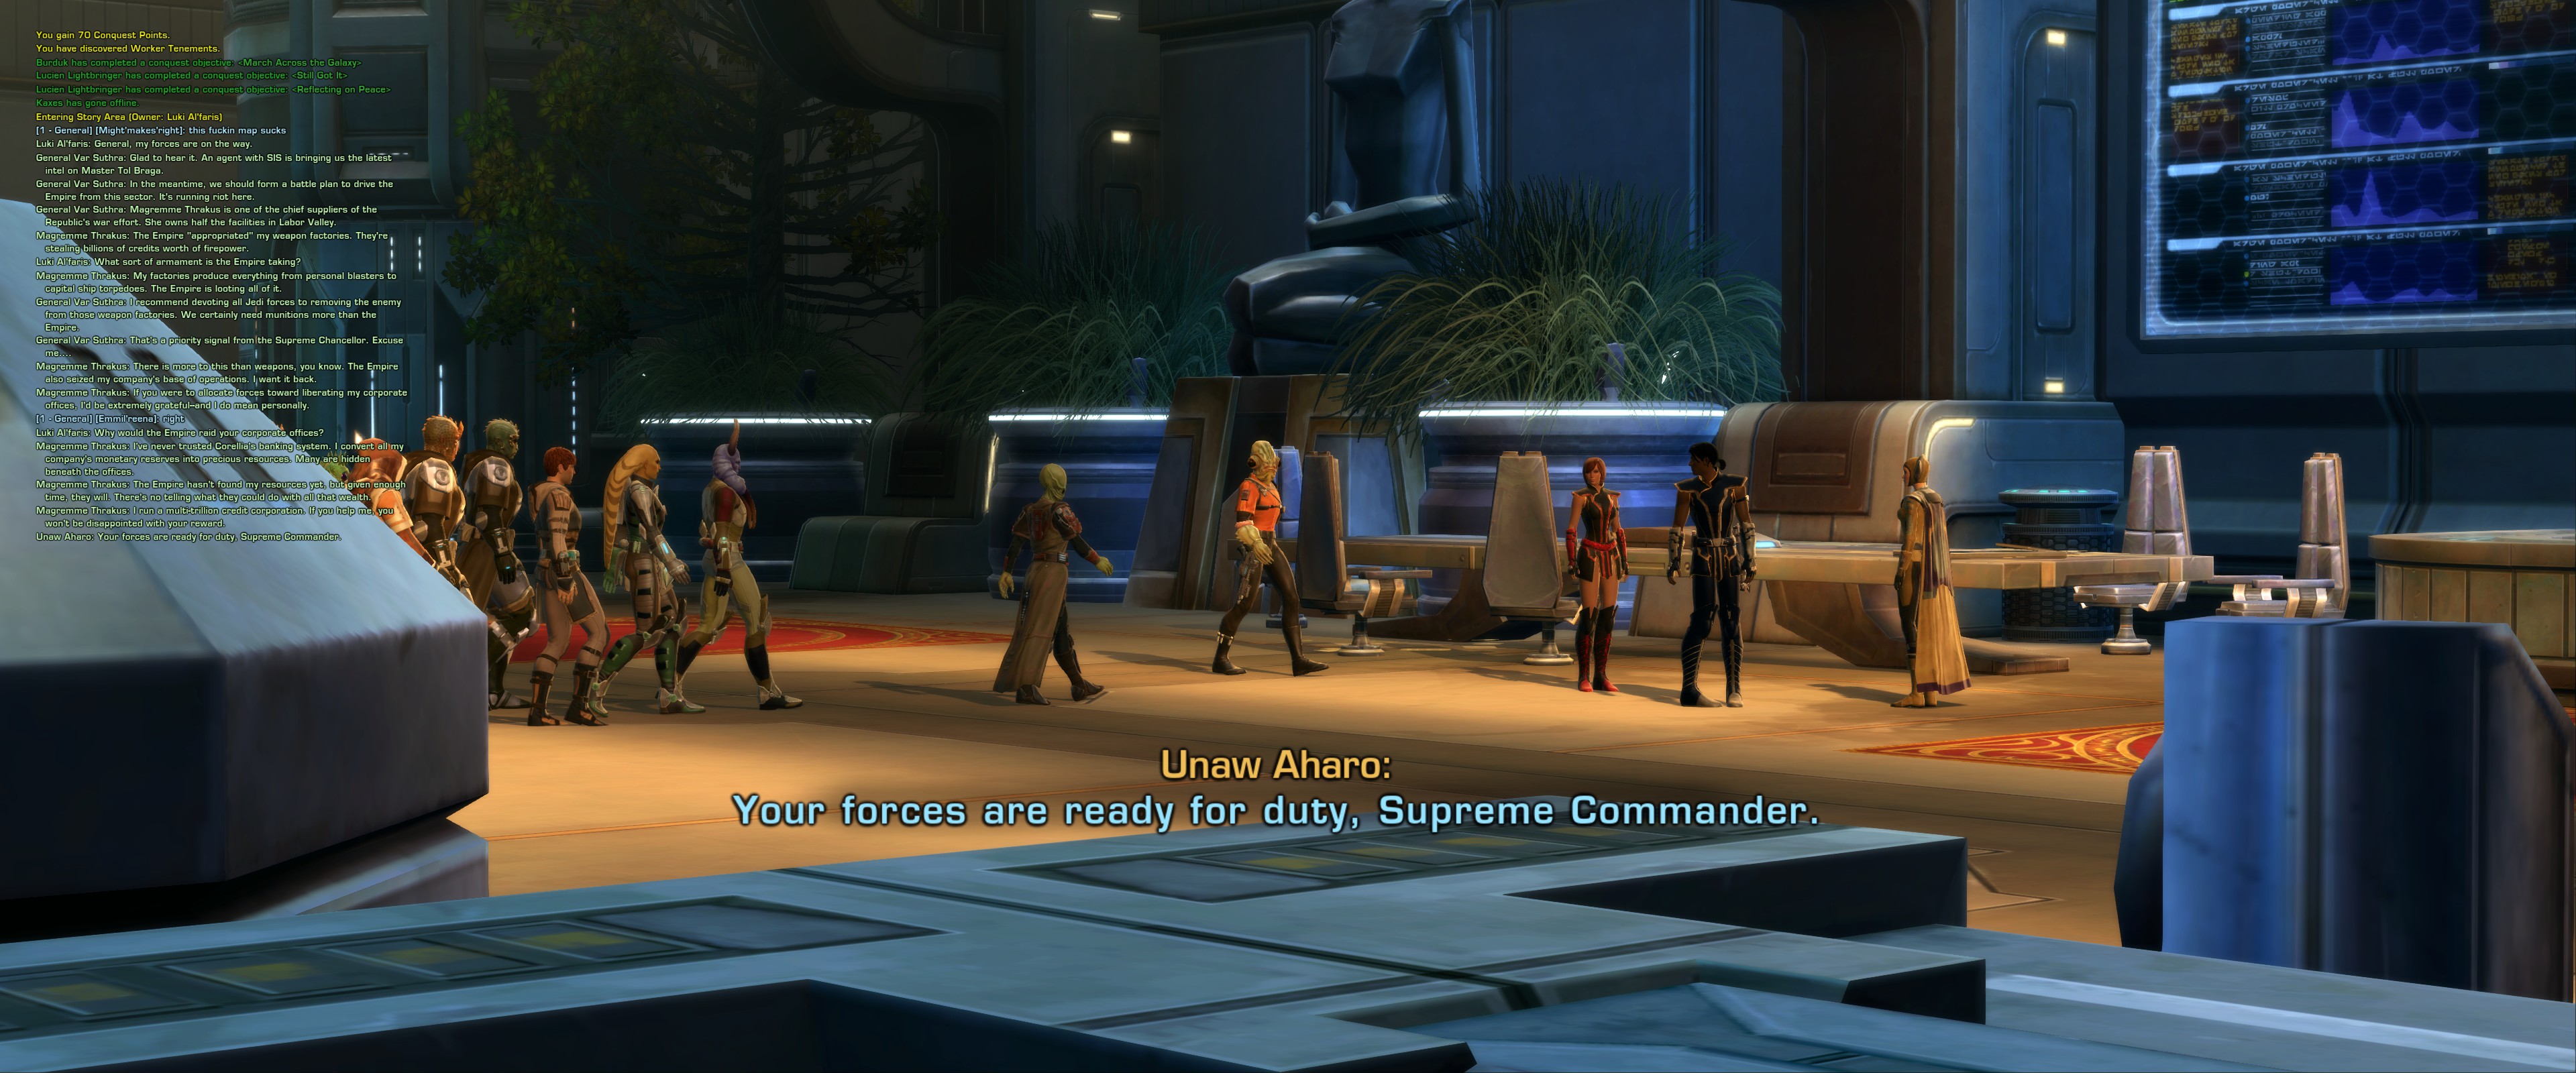 You gain 70 Conquest Points.
You have discovered Worker Tenements.
Burduk has completed a conquest objective: <March Across the Galaxy>
Lucien Lightbringer has completed a conquest objective: <Still Got It>
Lucien Lightbringer has completed a conquest objective: <Reflecting on Peace>
Kaxes has gone offline.
Entering Story Area (Owner: Luki Al'faris)
[1 - General] [Might'makes'right]: this fuckin map sucks
Luki Al'faris: General, my forces are on the way.
General Var Suthra: Glad to hear it. An agent with SIS is bringing us the latest
intel on Master Tol Braga.
General Var Suthra: In the meantime, we should form a battle plan to drive the
Empire from this sector. It's running riot here.
General Var Suthra: Magremme Thrakus is one of the chief suppliers of the
Republic's war effort. She owns half the facilities in Labor Valley.
Magremme Thrakus: The Empire "appropriated" my weapon factories. They're
stealing billions of credits worth of firepower.
Luki Al'faris: What sort of armament is the Empire taking?
Magremme Thrakus: My factories produce everything from personal blasters to
capital ship torpedoes. The Empire is looting all of it.
General Var Suthra: I recommend devoting all Jedi forces to removing the enemy
from those weapon factories. We certainly need munitions more than the
Empire.
General Var Suthra: That's a priority signal from the Supreme Chancellor. Excuse
me....
Magremme Thrakus: There is more to this than weapons, you know. The Empire
also seized my company's base of operations. I want it back.
Magremme Thrakus: If you were to allocate forces toward liberating my corporate
offices, I'd be extremely grateful—and I do mean personally.
[1 - General] [Emmil'reena]: right
Luki Al'faris: Why would the Empire raid your corporate offices?
Magremme Thrakus: I've never trusted Corellia's banking system. I convert all my
company's monetary reserves into precious resources. Many are hidden
beneath the offices.
Magremme Thrakus: The Empire hasn't found my resources yet, but given enough
time, they will. There's no telling what they could do with all that wealth.
Magremme Thrakus: I run a multi-trillion credit corporation. If you help me, you
won't be disappointed with your reward.
Unaw Aharo: Your forces are ready for duty, Supreme Commander.
Unaw Aharo:
Your forces are ready for duty, Supreme Commander.